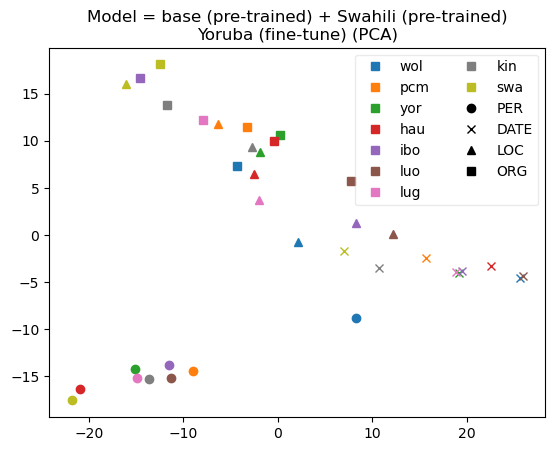 Model = base (pre-trained) + Swahili (pre-trained)
Yoruba (fine-tune) (PCA)
wol
pcm
yor
hau
ibo
luo
lug
kin
swa
PER
DATE
LOC
ORG
15
10
5
0
−5
−10
−15
−20
−10
0
10
20